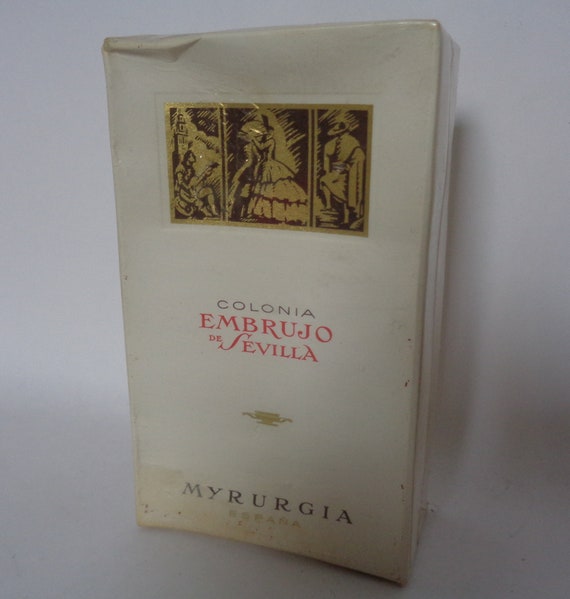 COLONIA
EMBRUJO
DE SEVILLA
MYRURGIA
ESPAÑA